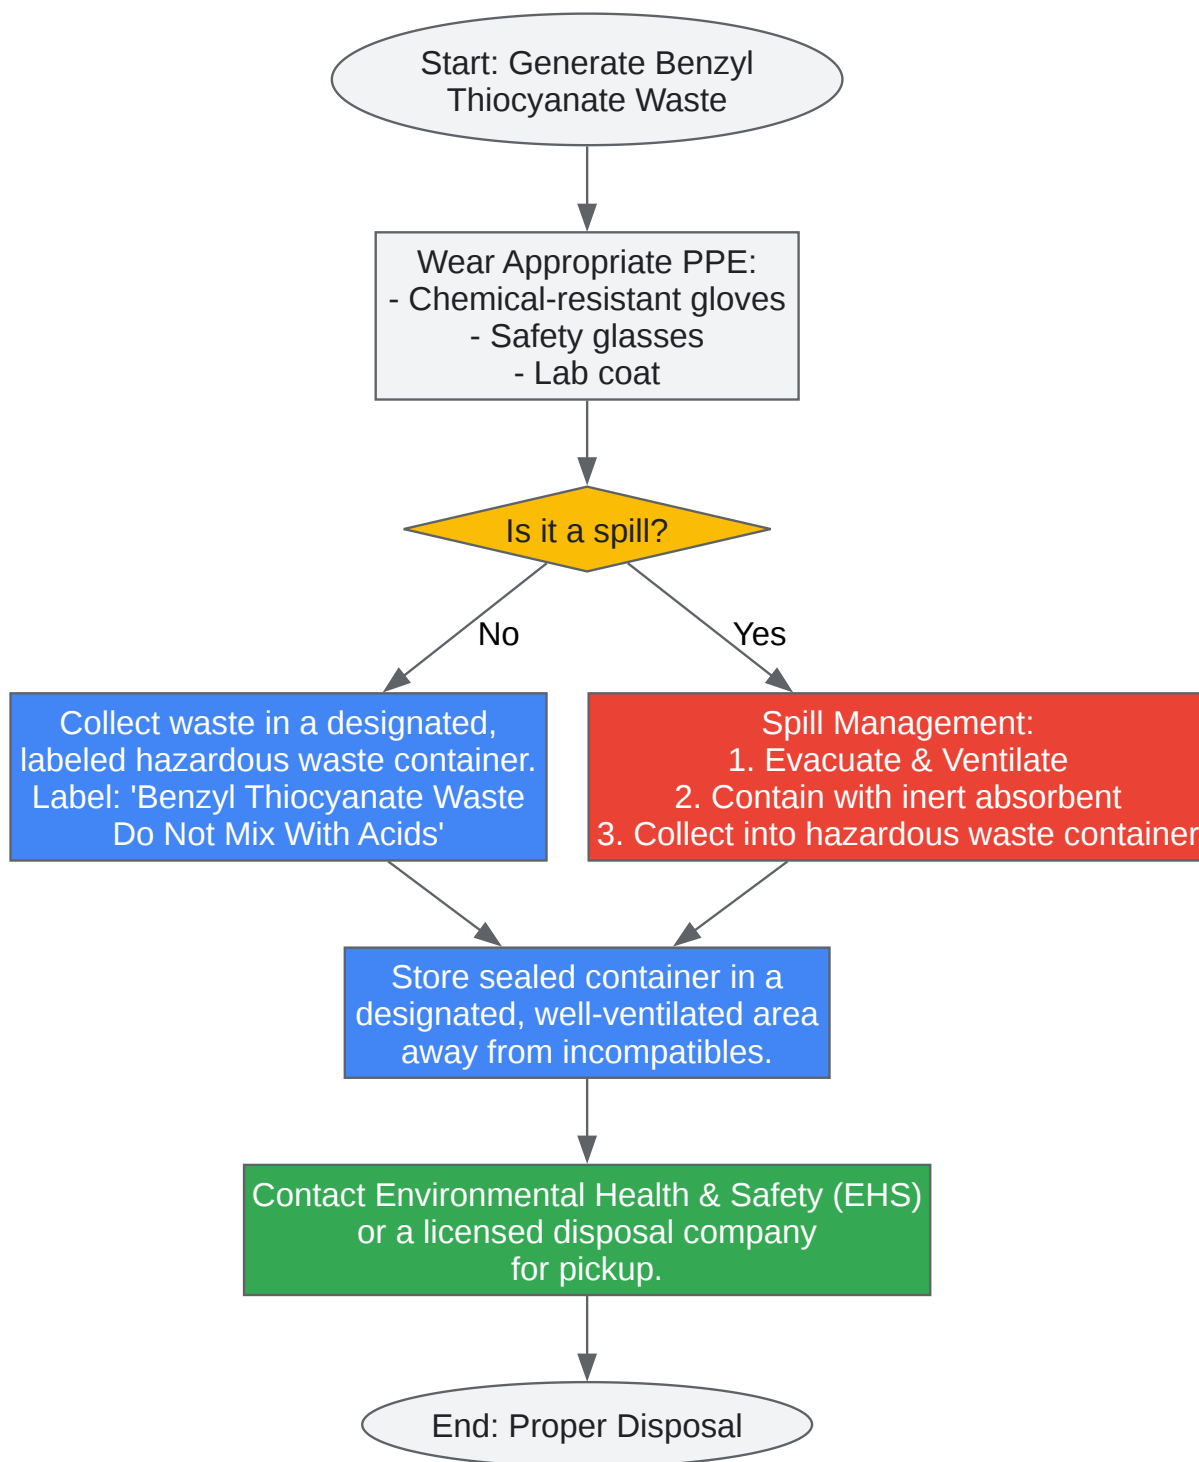 Start: Generate Benzyl
Thiocyanate Waste
Wear Appropriate PPE:
- Chemical-resistant gloves
- Safety glasses
- Lab coat
Is it a spill?
No
Yes
Collect waste in a designated,
labeled hazardous waste container.
Label: 'Benzyl Thiocyanate Waste
Do Not Mix With Acids'
Spill Management:
1. Evacuate & Ventilate
2. Contain with inert absorbent
3. Collect into hazardous waste container
Store sealed container in a
designated, well-ventilated area
away from incompatibles.
Contact Environmental Health & Safety (EHS)
or a licensed disposal company
for pickup.
End: Proper Disposal